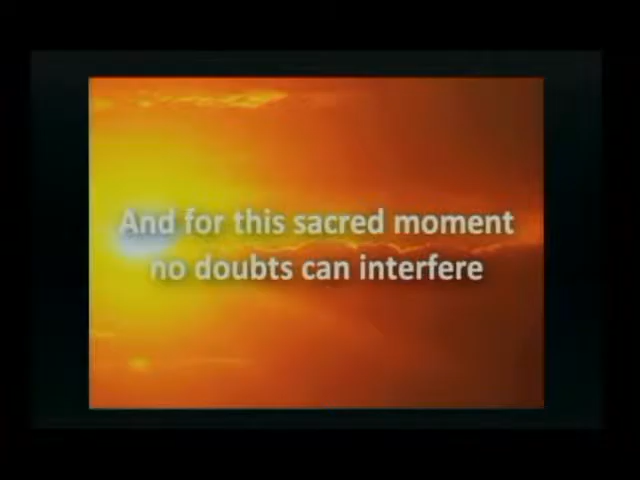 And for this sacred moment
no doubts can interfere